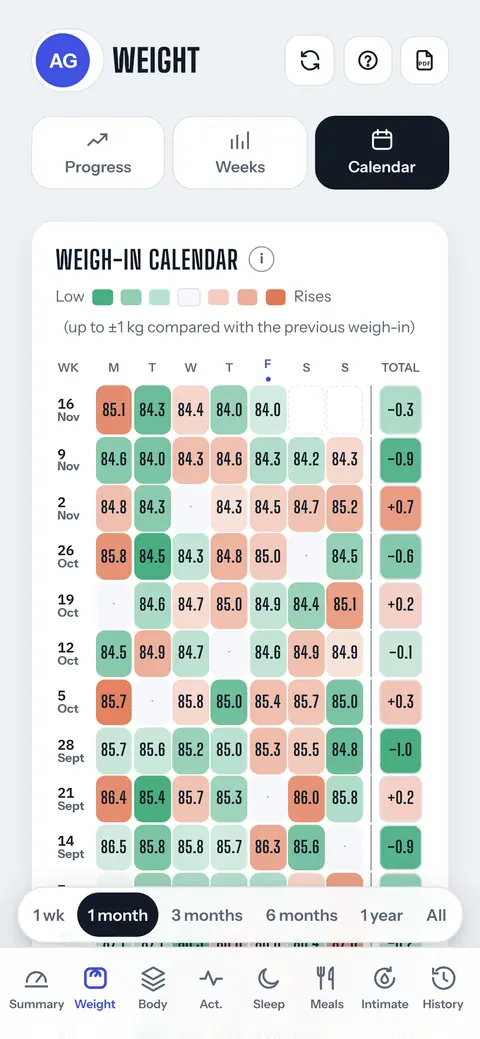 AG WEIGHT PDF
Progress Weeks Calendar
WEIGH-IN CALENDAR i
Low Rises
(up to ±1 kg compared with the previous weigh-in)
WK M T W T F S S TOTAL
16 Nov 85.1 84.3 84.4 84.0 84.0 −0.3
9 Nov 84.6 84.0 84.3 84.6 84.3 84.2 84.3 −0.9
2 Nov 84.8 84.3 · 84.3 84.5 84.7 85.2 +0.7
26 Oct 85.8 84.5 84.3 84.8 85.0 · 84.5 −0.6
19 Oct · 84.6 84.7 85.0 84.9 84.4 85.1 +0.2
12 Oct 84.5 84.9 84.7 · 84.6 84.9 84.9 −0.1
5 Oct 85.7 · 85.8 85.0 85.4 85.7 85.0 +0.3
28 Sept 85.7 85.6 85.2 85.0 85.3 85.5 84.8 −1.0
21 Sept 86.4 85.4 85.7 85.3 · 86.0 85.8 +0.2
14 Sept 86.5 85.8 85.8 85.7 86.3 85.6 · −0.9
1 wk 1 month 3 months 6 months 1 year All
Summary Weight Body Act. Sleep Meals Intimate History